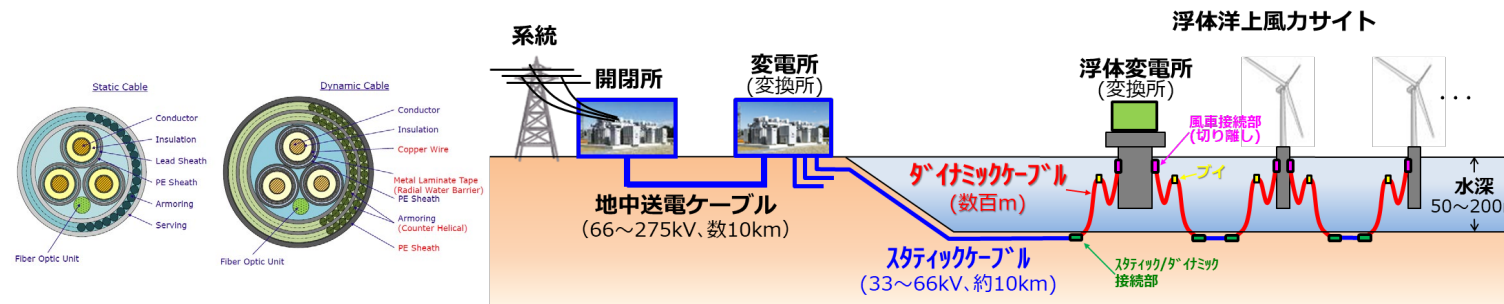 Static Cable
Conductor
Insulation
Lead Sheath
PE Sheath
Armoring
Serving
Fiber Optic Unit
Dynamic Cable
Conductor
Insulation
Copper Wire
Metal Laminate Tape
(Radial Water Barrier)
PE Sheath
Armoring
(Counter Helical)
PE Sheath
Fiber Optic Unit
浮体洋上風力サイト
系統
開閉所
変電所
(変換所)
浮体変電所
(変換所)
風車接続部
(切り離し)
・・・
ﾀﾞｲﾅﾐｯｸｹｰﾌﾞﾙ
(数百m)
ブイ
水深
50～200m
地中送電ケーブル
(66～275kV、数10km)
ｽﾀﾃｨｯｸｹｰﾌﾞﾙ
(33～66kV、約10km)
ｽﾀﾃｨｯｸ/ﾀﾞｲﾅﾐｯｸ
接続部